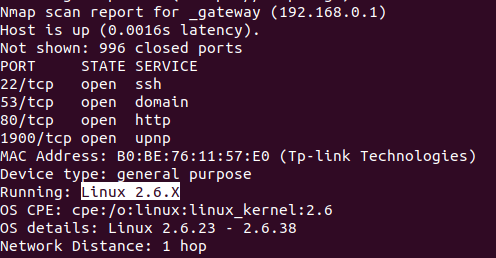 Nmap scan report for _gateway (192.168.0.1)
Host is up (0.0016s latency).
Not shown: 996 closed ports
PORT     STATE SERVICE
22/tcp   open  ssh
53/tcp   open  domain
80/tcp   open  http
1900/tcp open  upnp
MAC Address: B0:BE:76:11:57:E0 (Tp-link Technologies)
Device type: general purpose
Running: Linux 2.6.X
OS CPE: cpe:/o:linux:linux_kernel:2.6
OS details: Linux 2.6.23 - 2.6.38
Network Distance: 1 hop